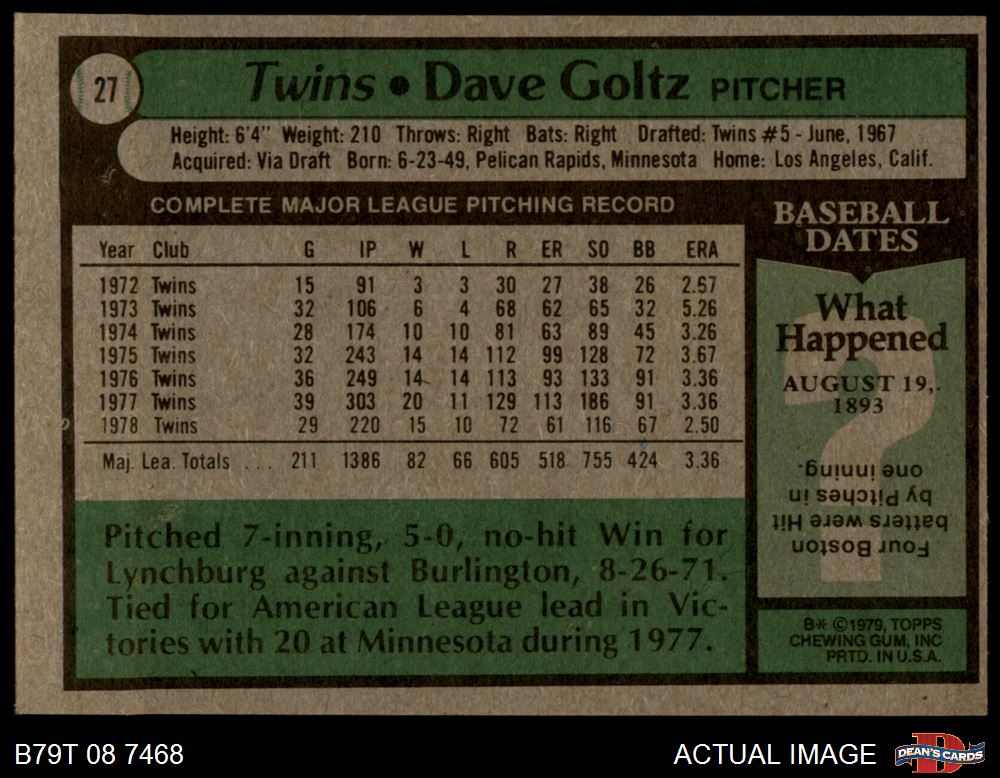 27
Twins • Dave Goltz PITCHER
Height: 6'4" Weight: 210 Throws: Right Bats: Right Drafted: Twins #5 - June, 1967
Acquired: Via Draft Born: 6-23-49, Pelican Rapids, Minnesota Home: Los Angeles, Calif.
COMPLETE MAJOR LEAGUE PITCHING RECORD
Year Club G IP W L R ER SO BB ERA
1972 Twins 15 91 3 3 30 27 38 26 2.67
1973 Twins 32 106 6 4 68 62 65 32 5.26
1974 Twins 28 174 10 10 81 63 89 45 3.26
1975 Twins 32 243 14 14 112 99 128 72 3.67
1976 Twins 36 249 14 14 113 93 133 91 3.36
1977 Twins 39 303 20 11 129 113 186 91 3.36
1978 Twins 29 220 15 10 72 61 116 67 2.50
Maj. Lea. Totals ... 211 1386 82 66 605 518 755 424 3.36
Pitched 7-inning, 5-0, no-hit Win for
Lynchburg against Burlington, 8-26-71.
Tied for American League lead in Vic-
tories with 20 at Minnesota during 1977.
BASEBALL
DATES
What
Happened
AUGUST 19,
1893
?
Four Boston
batters were Hit
by Pitches in
one inning.
B* ©1979, TOPPS
CHEWING GUM, INC
PRTD. IN U.S.A.
B79T 08 7468
ACTUAL IMAGE
DEAN'S CARDS